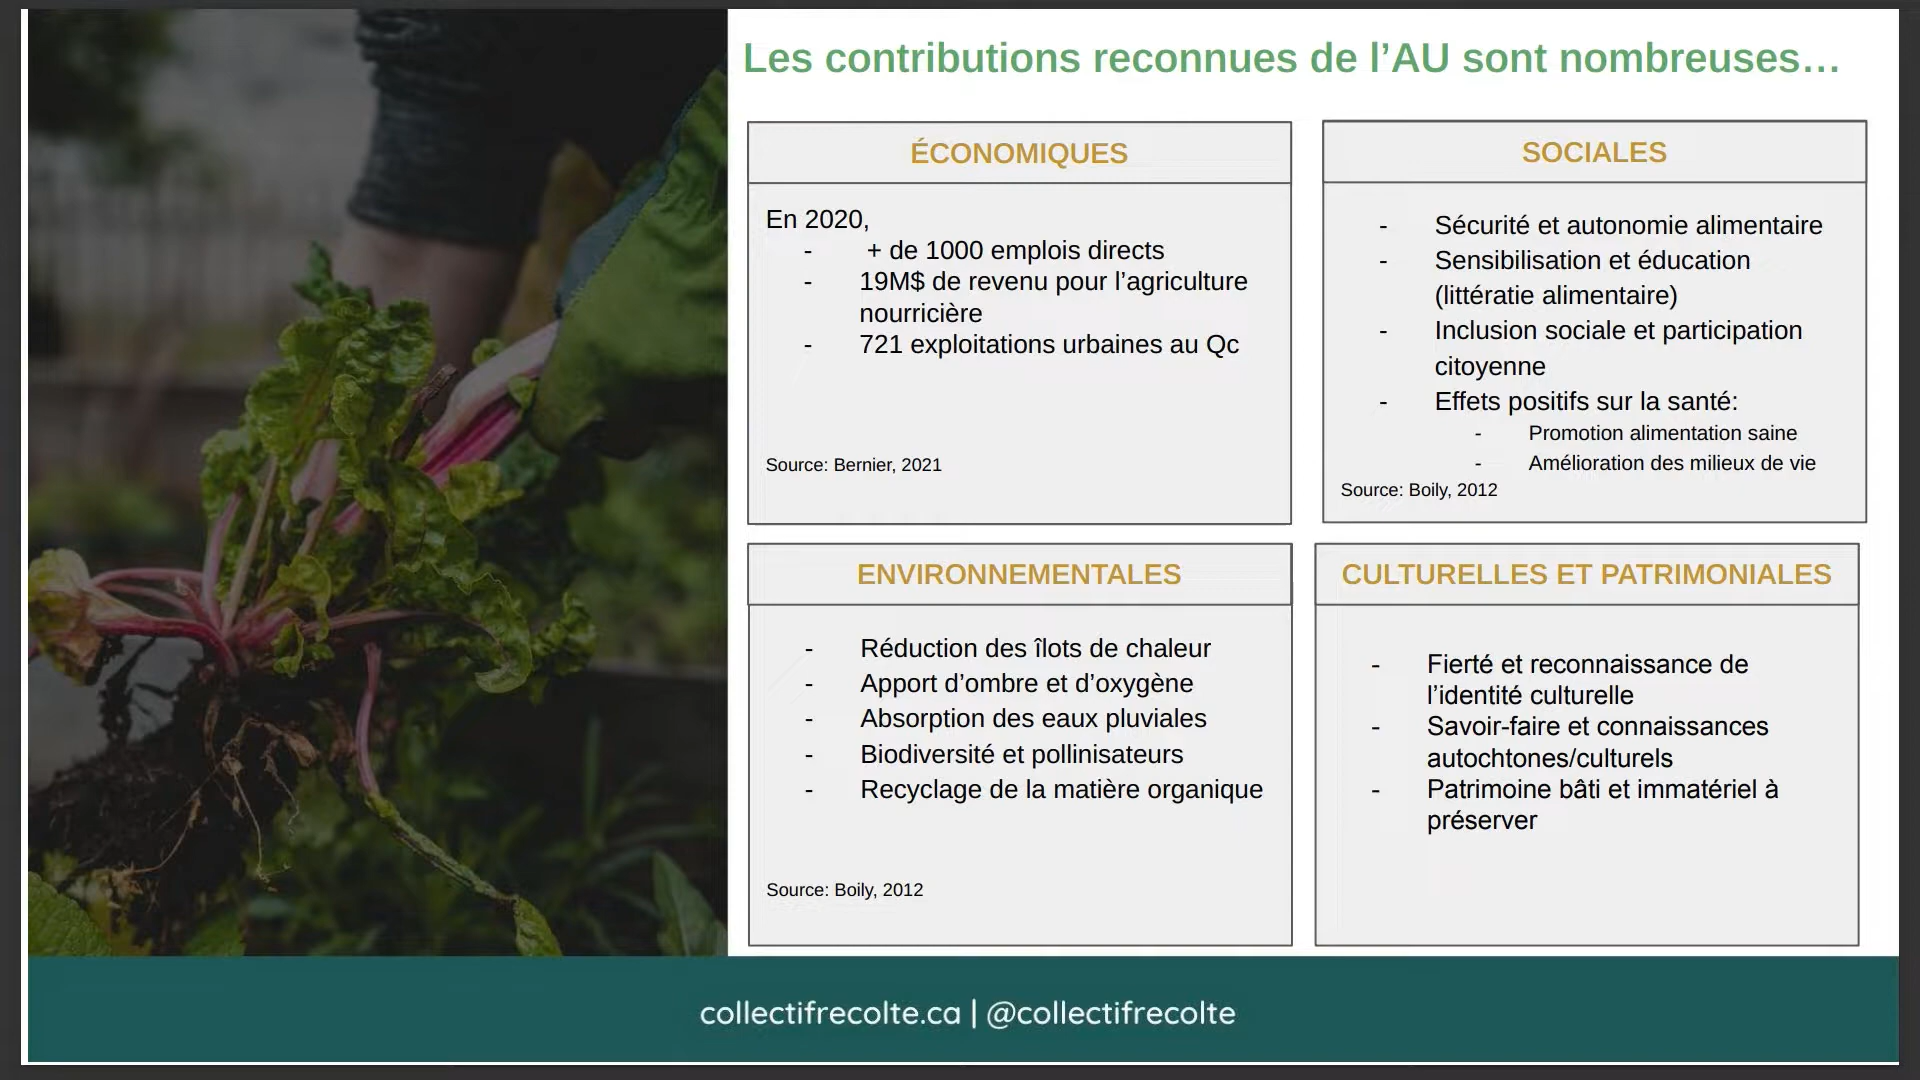 Les contributions reconnues de l’AU sont nombreuses…
ÉCONOMIQUES
En 2020,
- + de 1000 emplois directs
- 19M$ de revenu pour l’agriculture
nourricière
- 721 exploitations urbaines au Qc
Source: Bernier, 2021
SOCIALES
- Sécurité et autonomie alimentaire
- Sensibilisation et éducation
(littératie alimentaire)
- Inclusion sociale et participation
citoyenne
- Effets positifs sur la santé:
- Promotion alimentation saine
- Amélioration des milieux de vie
Source: Boily, 2012
ENVIRONNEMENTALES
- Réduction des îlots de chaleur
- Apport d’ombre et d’oxygène
- Absorption des eaux pluviales
- Biodiversité et pollinisateurs
- Recyclage de la matière organique
Source: Boily, 2012
CULTURELLES ET PATRIMONIALES
- Fierté et reconnaissance de
l’identité culturelle
- Savoir-faire et connaissances
autochtones/culturels
- Patrimoine bâti et immatériel à
préserver
collectifrecolte.ca | @collectifrecolte